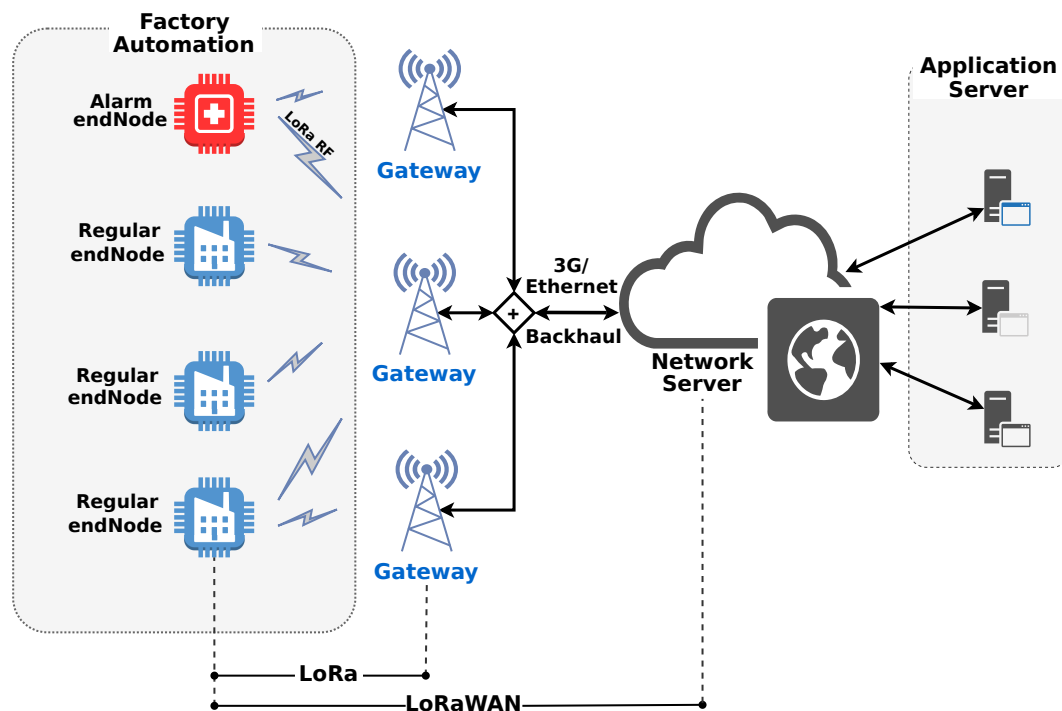 Factory
Automation
Alarm
endNode
LoRa RF
Regular
endNode
Regular
endNode
Regular
endNode
Gateway
Gateway
Gateway
+
3G/
Ethernet
Backhaul
Network
Server
Application
Server
LoRa
LoRaWAN